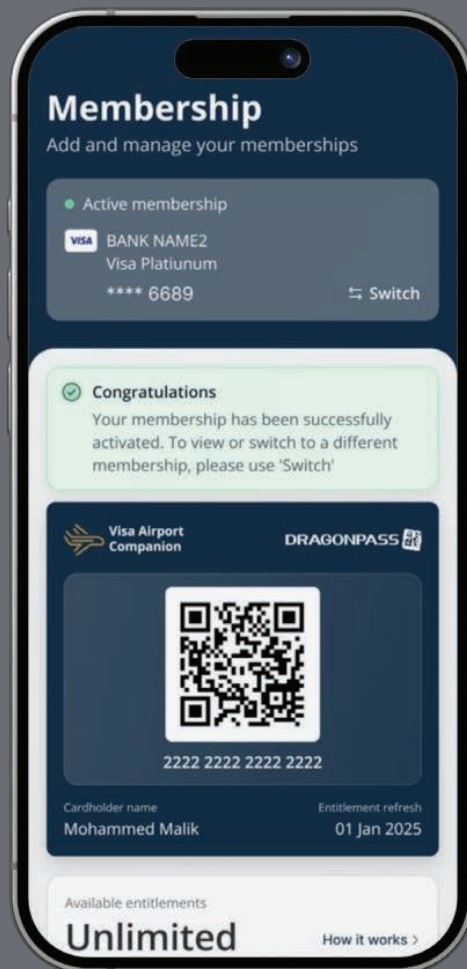 Membership
Add and manage your memberships
Active membership
VISA BANK NAME2
Visa Platiunum
**** 6689
Switch
Congratulations
Your membership has been successfully
activated. To view or switch to a different
membership, please use 'Switch'
Visa Airport
Companion
DRAGONPASS
2222 2222 2222 2222
Cardholder name
Mohammed Malik
Entitlement refresh
01 Jan 2025
Available entitlements
Unlimited
How it works >